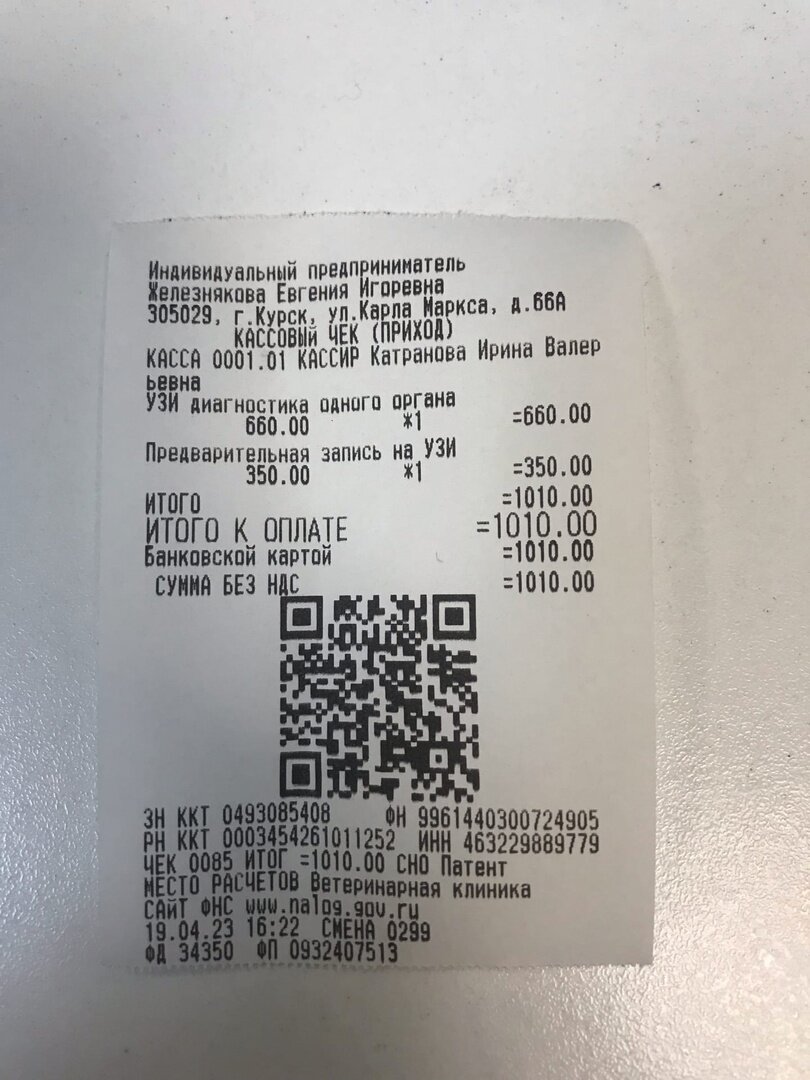 Индивидуальный предприниматель
Железнякова Евгения Игоревна
305029, г.Курск, ул.Карла Маркса, д.66А
КАССОВЫЙ ЧЕК (ПРИХОД)
КАССА 0001.01 КАССИР Катранова Ирина Валер
ьевна
УЗИ диагностика одного органа
660.00 *1 =660.00
Предварительная запись на УЗИ
350.00 *1 =350.00
ИТОГО =1010.00
ИТОГО К ОПЛАТЕ =1010.00
Банковской картой =1010.00
СУММА БЕЗ НДС =1010.00
ЗН ККТ 0493085408 ФН 9961440300724905
РН ККТ 0003454261011252 ИНН 463229889779
ЧЕК 0085 ИТОГ =1010.00 СНО Патент
МЕСТО РАСЧЕТОВ Ветеринарная клиника
САЙТ ФНС www.nalog.gov.ru
19.04.23 16:22 СМЕНА 0299
ФД 34350 ФП 0932407513